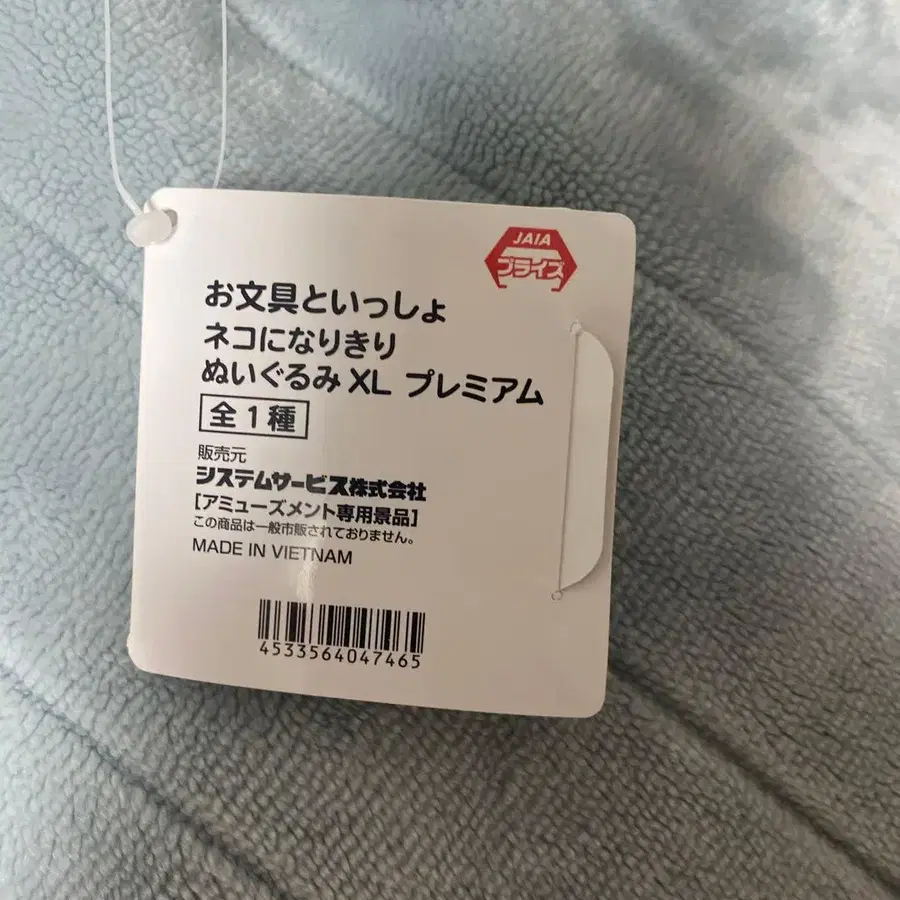 JAIA
プライズ
お文具といっしょ
ネコになりきり
ぬいぐるみ XL プレミアム
全1種
販売元
システムサービス株式会社
[アミューズメント専用景品]
この商品は一般市販されておりません。
MADE IN VIETNAM
4533564047465